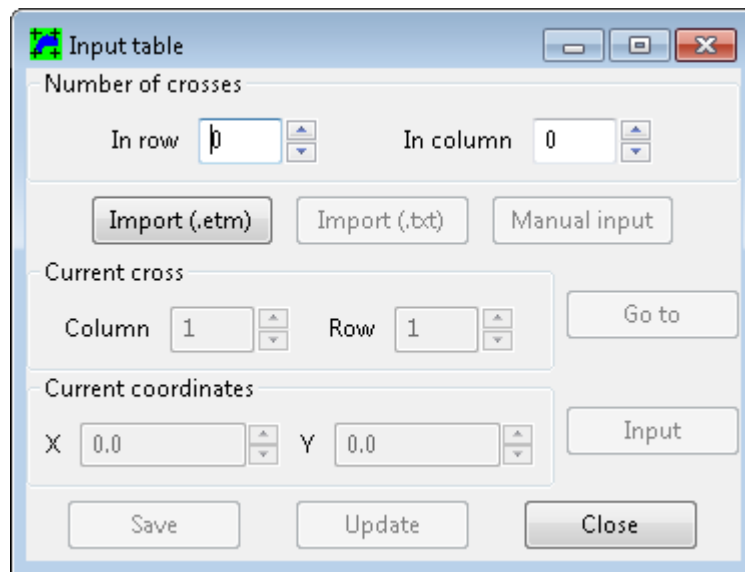 Input table
Number of crosses
In row 0 In column 0
Import (.etm) Import (.txt) Manual input
Current cross
Column 1 Row 1 Go to
Current coordinates
X 0.0 Y 0.0 Input
Save Update Close